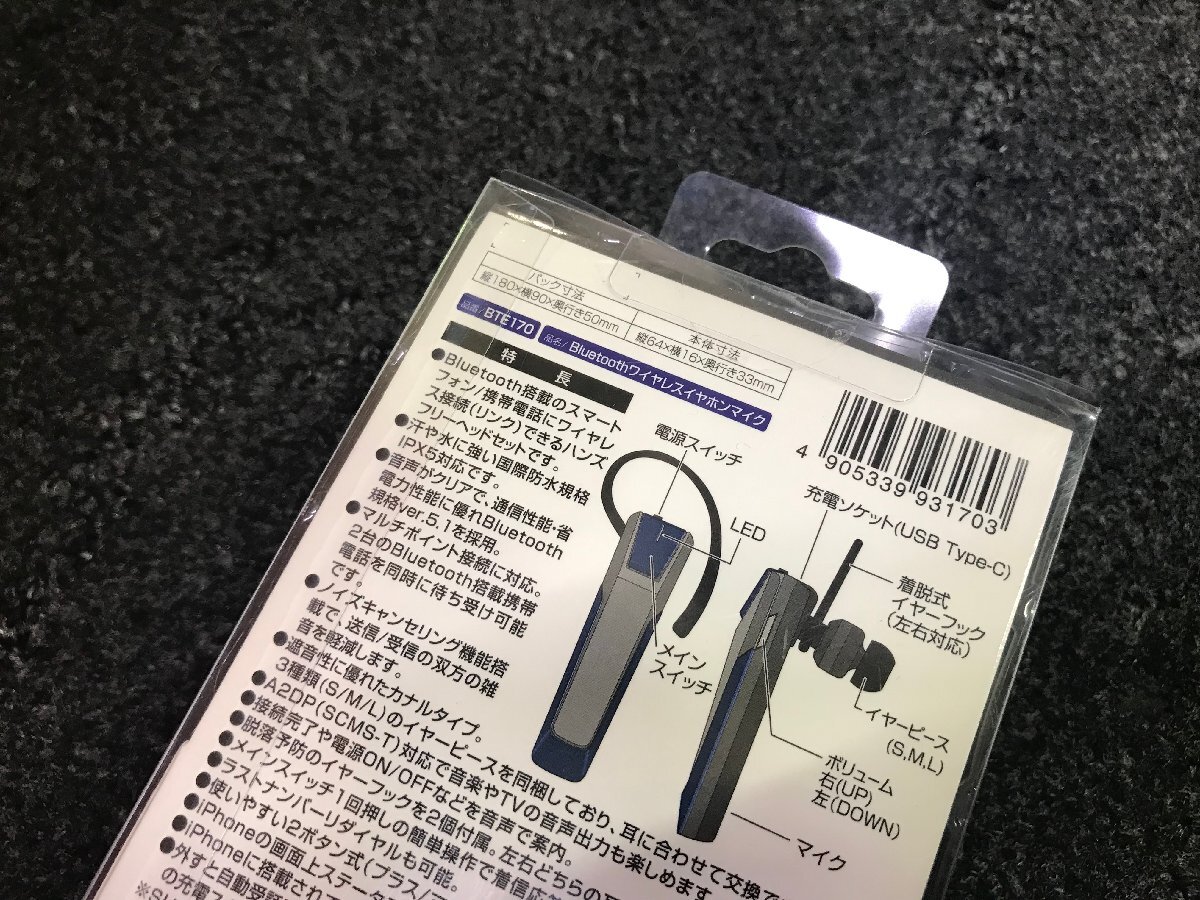 パック寸法
縦180×横90×奥行き50mm
本体寸法
縦64×横16×奥行き33mm
品番/BTE170
品名/Bluetoothワイヤレスイヤホンマイク
特 長
●Bluetooth搭載のスマート
フォン/携帯電話にワイヤレ
ス接続(リンク)できるハンズ
フリーヘッドセットです。
●汗や水に強い国際防水規格
IPX5対応です。
●音声がクリアで、通信性能・省
電力性能に優れBluetooth
規格ver.5.1を採用。
●マルチポイント接続に対応。
2台のBluetooth搭載携帯
電話を同時に待ち受け可能
です。
●ノイズキャンセリング機能搭
載で、送信/受信の双方の雑
音を軽減します。
●遮音性に優れたカナルタイプ。
3種類(S/M/L)のイヤーピースを同梱しており、耳に合わせて交換で
●A2DP(SCMS-T)対応で音楽やTVの音声出力も楽しめます
●接続完了や電源ON/OFFなどを音声で案内。
●脱落予防のイヤーフックを2個付属。左右どちらの
●メインスイッチ1回押しの簡単操作で着信応
●ラストナンバーリダイヤルも可能。
●使いやすい2ボタン式(プラス/
●iPhoneの画面上ステータ
●iPhoneに搭載され
●外すと自動受話
の充電ス
電源スイッチ
LED
メイン
スイッチ
4 905339 931703
充電ソケット(USB Type-C)
着脱式
イヤーフック
(左右対応)
イヤーピース
(S,M,L)
ボリューム
右(UP)
左(DOWN)
マイク